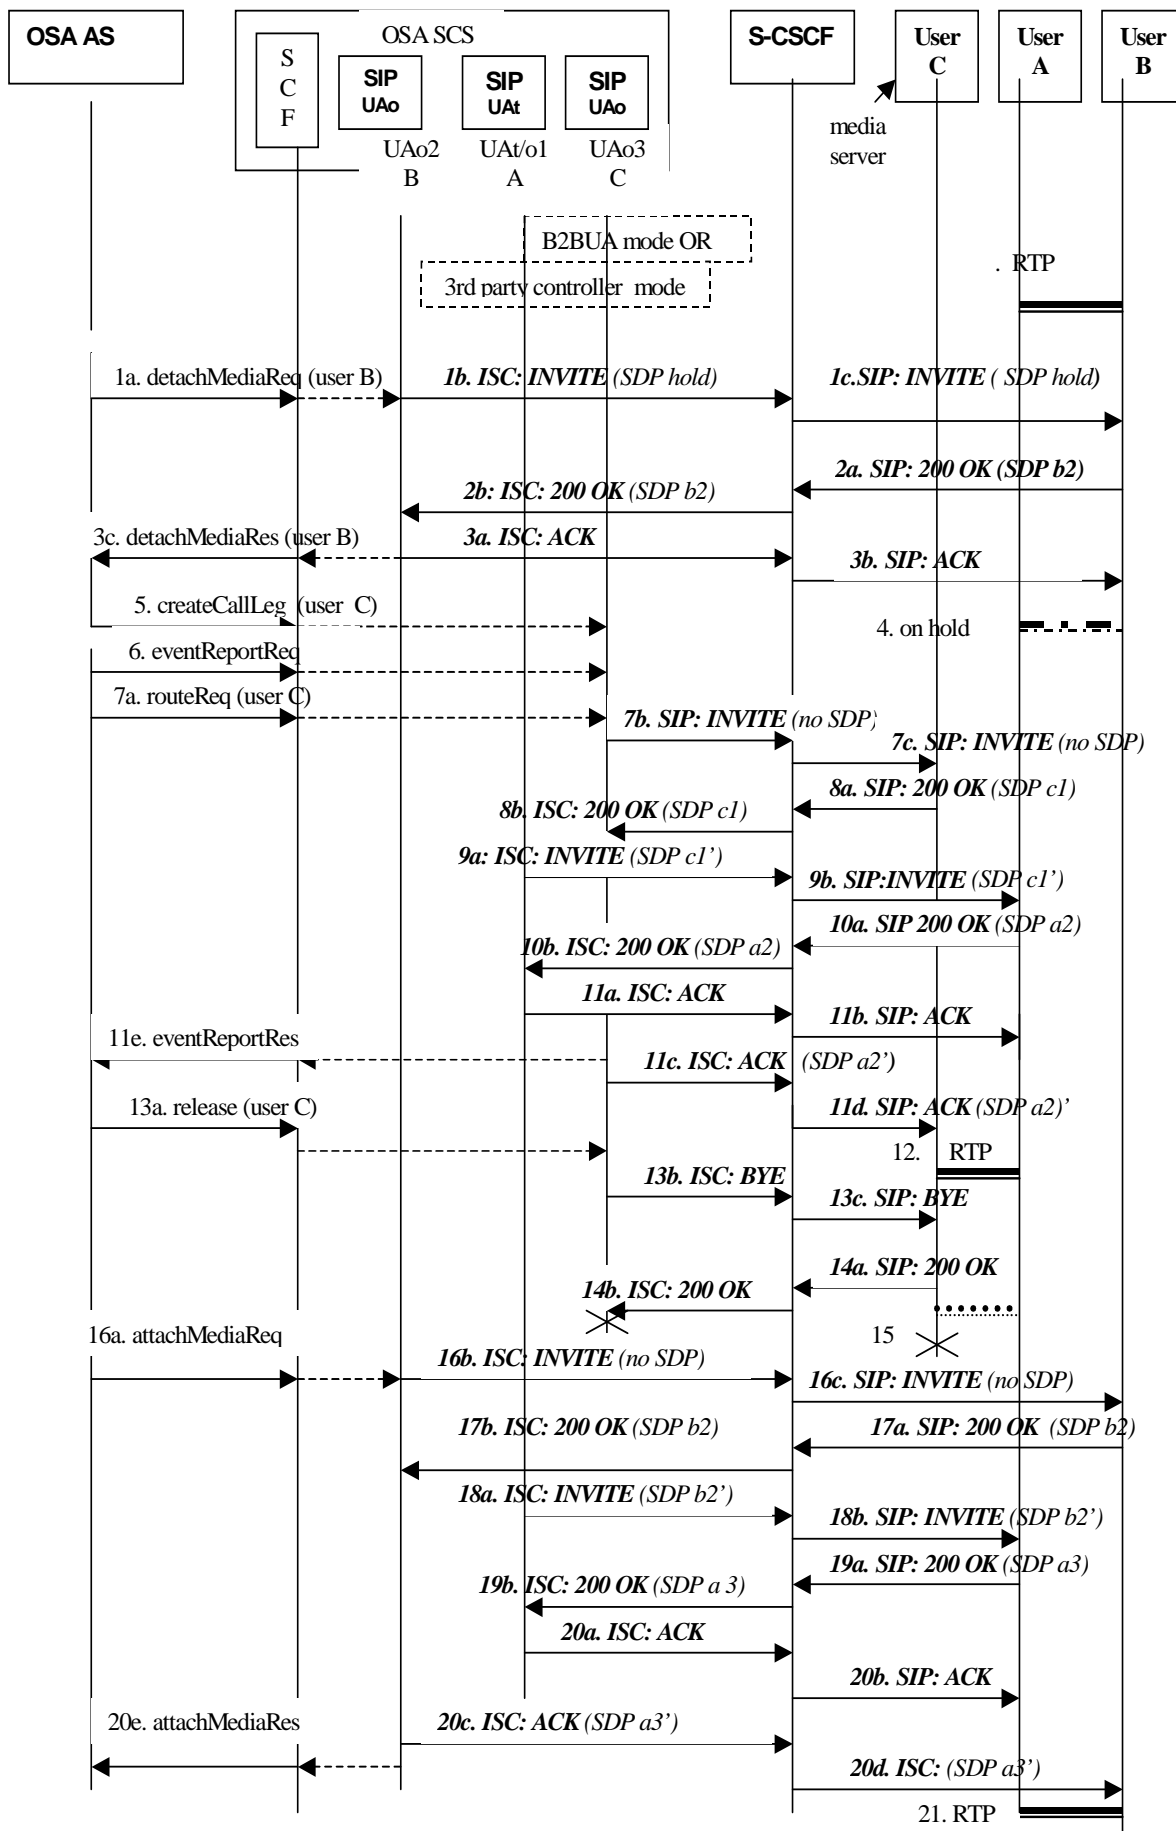 OSA AS
OSA SCS
S-CSCF
User
C
User
A
User
B
S
C
F
SIP
UAo
SIP
UAt
SIP
UAo
media
server
UAo2
B
UAt/o1
A
UAo3
C
B2BUA mode OR
. RTP
3rd party controller mode
1a. detachMediaReq (user B)
1b. ISC: INVITE (SDP hold)
1c.SIP: INVITE ( SDP hold)
2a. SIP: 200 OK (SDP b2)
2b: ISC: 200 OK (SDP b2)
3c. detachMediaRes (user B)
3a. ISC: ACK
3b. SIP: ACK
5. createCallLeg (user C)
4. on hold
6. eventReportReq
7a. routeReq (user C)
7b. SIP: INVITE (no SDP)
7c. SIP: INVITE (no SDP)
8a. SIP: 200 OK (SDP c1)
8b. ISC: 200 OK (SDP c1)
9a: ISC: INVITE (SDP c1’)
9b. SIP:INVITE (SDP c1’)
10a. SIP 200 OK (SDP a2)
10b. ISC: 200 OK (SDP a2)
11a. ISC: ACK
11b. SIP: ACK
11e. eventReportRes
11c. ISC: ACK (SDP a2’)
13a. release (user C)
11d. SIP: ACK (SDP a2)’
12. RTP
13b. ISC: BYE
13c. SIP: BYE
14a. SIP: 200 OK
14b. ISC: 200 OK
16a. attachMediaReq
15
16b. ISC: INVITE (no SDP)
16c. SIP: INVITE (no SDP)
17b. ISC: 200 OK (SDP b2)
17a. SIP: 200 OK (SDP b2)
18a. ISC: INVITE (SDP b2’)
18b. SIP: INVITE (SDP b2’)
19a. SIP: 200 OK (SDP a3)
19b. ISC: 200 OK (SDP a 3)
20a. ISC: ACK
20b. SIP: ACK
20e. attachMediaRes
20c. ISC: ACK (SDP a3’)
20d. ISC: (SDP a3’)
21. RTP